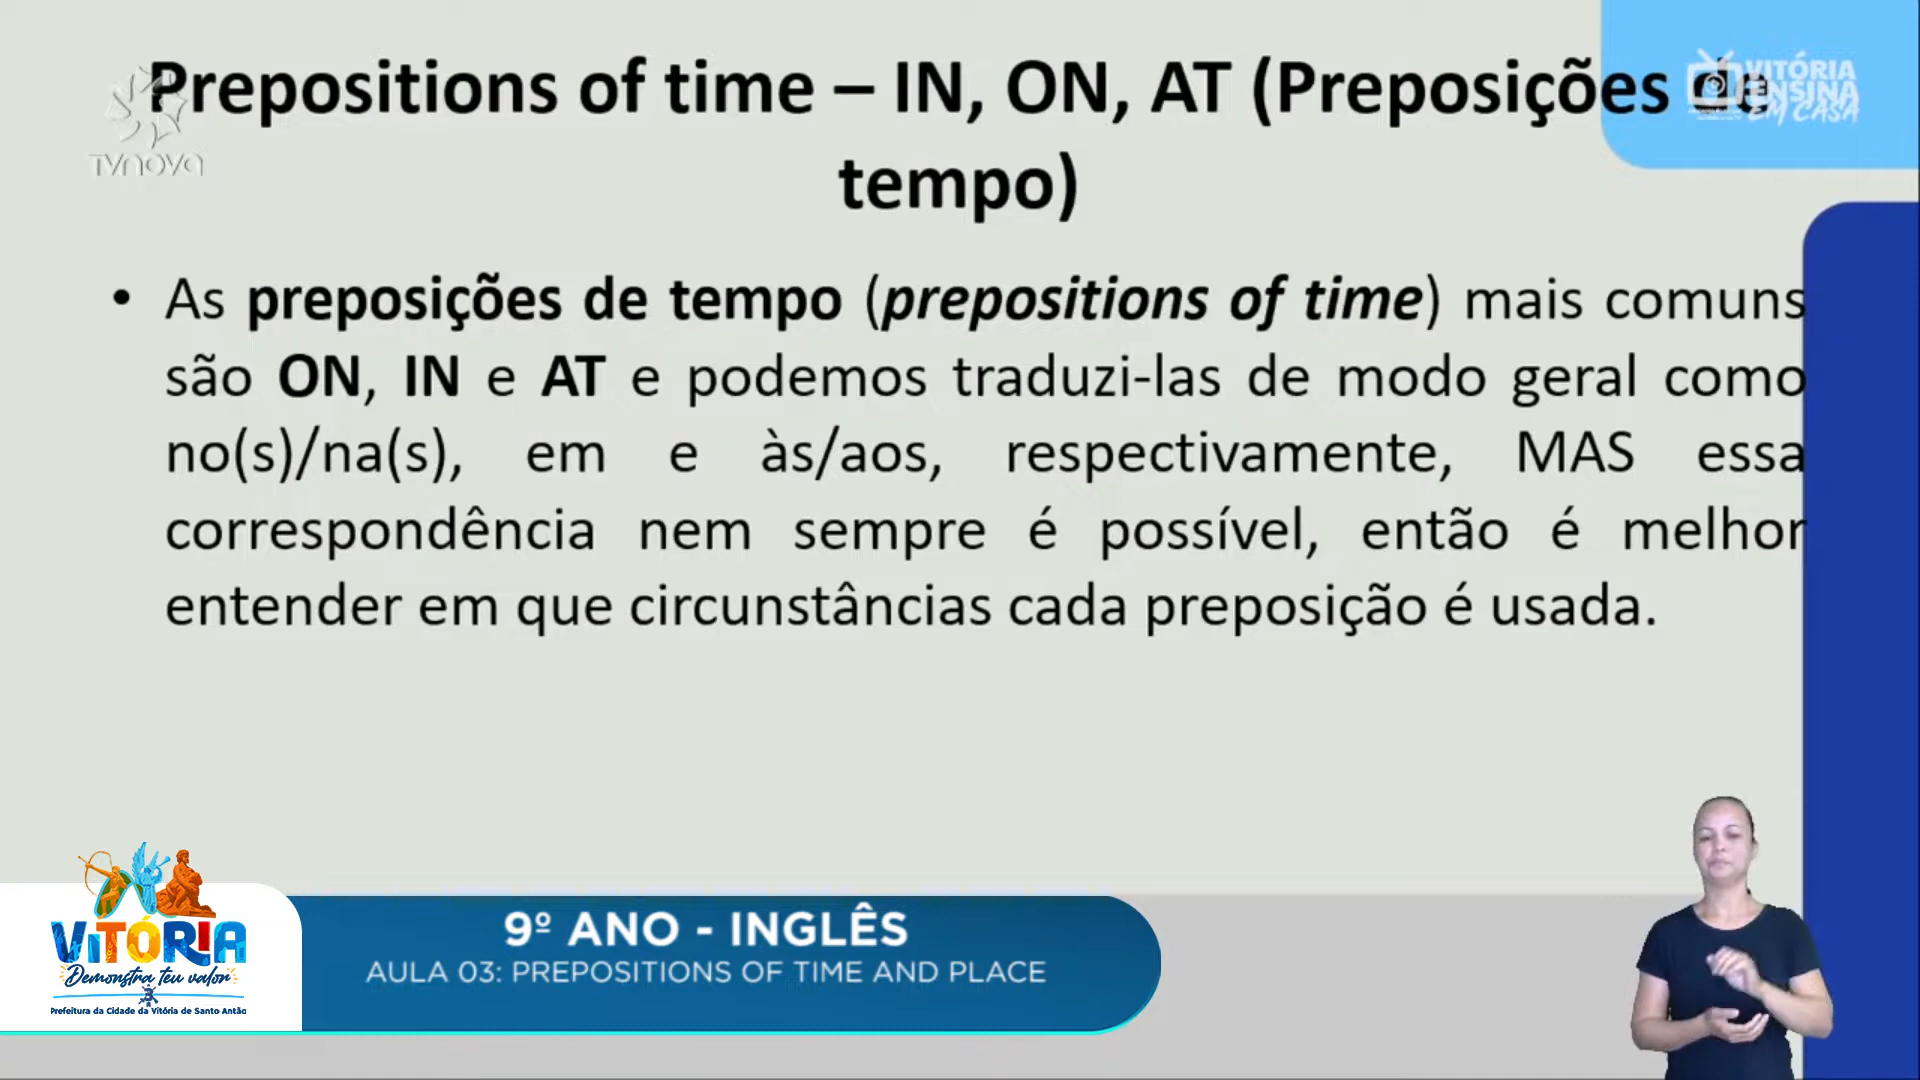 Prepositions of time – IN, ON, AT (Preposições de
tempo)
TVNOVA
VITÓRIA
ENSINA
EM CASA
• As preposições de tempo (prepositions of time) mais comuns
são ON, IN e AT e podemos traduzi-las de modo geral como
no(s)/na(s), em e às/aos, respectivamente, MAS essa
correspondência nem sempre é possível, então é melhor
entender em que circunstâncias cada preposição é usada.
VITÓRIA
Demonstra teu valor
Prefeitura da Cidade da Vitória de Santo Antão
9º ANO - INGLÊS
AULA 03: PREPOSITIONS OF TIME AND PLACE